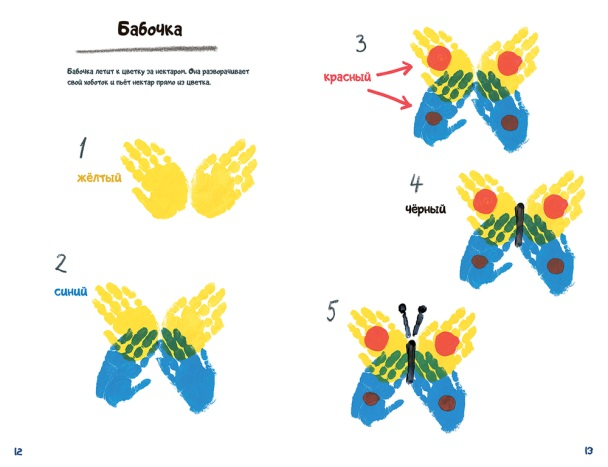 Бабочка
Бабочка летит к цветку за нектаром. Она разворачивает
свой хоботок и пьёт нектар прямо из цветка.
1
жёлтый
2
синий
12
3
красный
4
чёрный
5
13